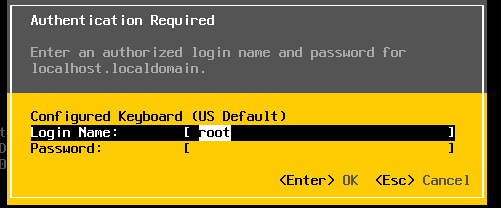 Authentication Required
Enter an authorized login name and password for
localhost.localdomain.
Configured Keyboard (US Default)
Login Name: [ root ]
Password: [ ]
<Enter> OK <Esc> Cancel